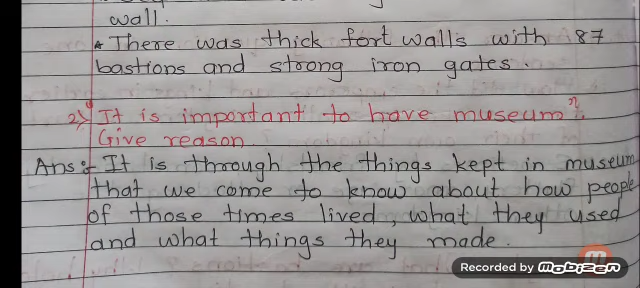 wall.
* There was thick fort walls with 87
bastions and strong iron gates.
2) "It is important to have museum".
Give reason.
Ans:- It is through the things kept in museum
that we come to know about how people
of those times lived, what they used
and what things they made.
Recorded by mobizen